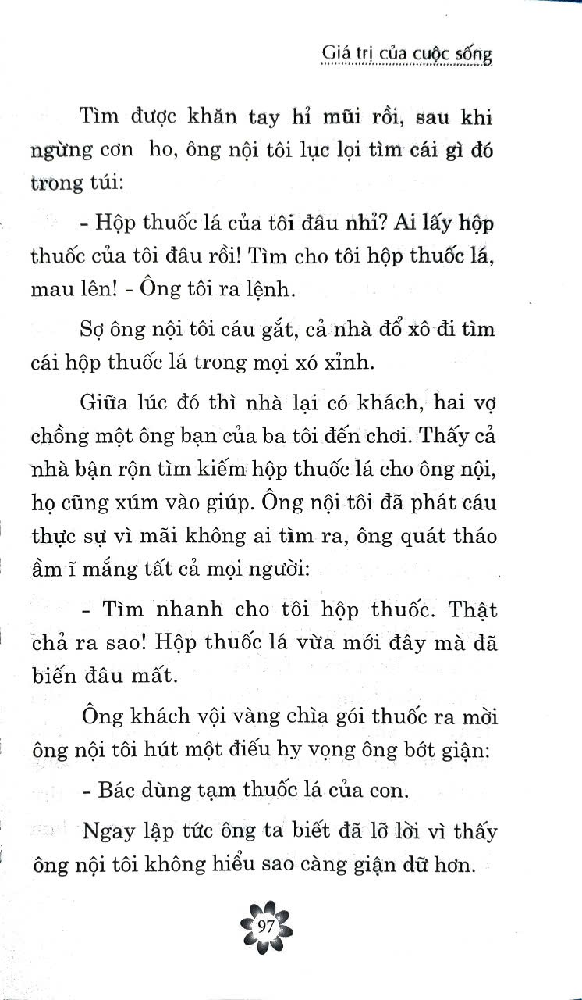 Giá trị của cuộc sống
Tìm được khăn tay hỉ mũi rồi, sau khi
ngừng cơn ho, ông nội tôi lục lọi tìm cái gì đó
trong túi:
- Hộp thuốc lá của tôi đâu nhỉ? Ai lấy hộp
thuốc của tôi đâu rồi! Tìm cho tôi hộp thuốc lá,
mau lên! - Ông tôi ra lệnh.
Sợ ông nội tôi cáu gắt, cả nhà đổ xô đi tìm
cái hộp thuốc lá trong mọi xó xỉnh.
Giữa lúc đó thì nhà lại có khách, hai vợ
chồng một ông bạn của ba tôi đến chơi. Thấy cả
nhà bận rộn tìm kiếm hộp thuốc lá cho ông nội,
họ cũng xúm vào giúp. Ông nội tôi đã phát cáu
thực sự vì mãi không ai tìm ra, ông quát tháo
ầm ĩ mắng tất cả mọi người:
- Tìm nhanh cho tôi hộp thuốc. Thật
chả ra sao! Hộp thuốc lá vừa mới đây mà đã
biến đâu mất.
Ông khách vội vàng chìa gói thuốc ra mời
ông nội tôi hút một điếu hy vọng ông bớt giận:
- Bác dùng tạm thuốc lá của con.
Ngay lập tức ông ta biết đã lỡ lời vì thấy
ông nội tôi không hiểu sao càng giận dữ hơn.
97